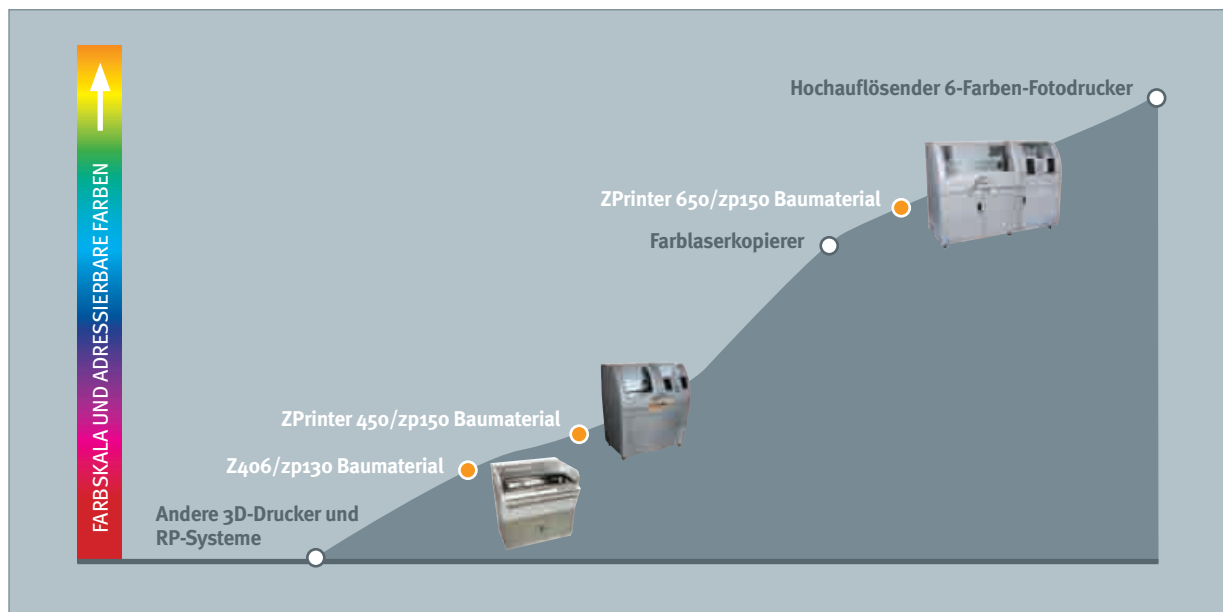 FARBSKALA UND ADRESSIERBARE FARBEN
Hochauflösender 6-Farben-Fotodrucker
ZPrinter 650/zp150 Baumaterial
Farblaserkopierer
ZPrinter 450/zp150 Baumaterial
Z406/zp130 Baumaterial
Andere 3D-Drucker und
RP-Systeme